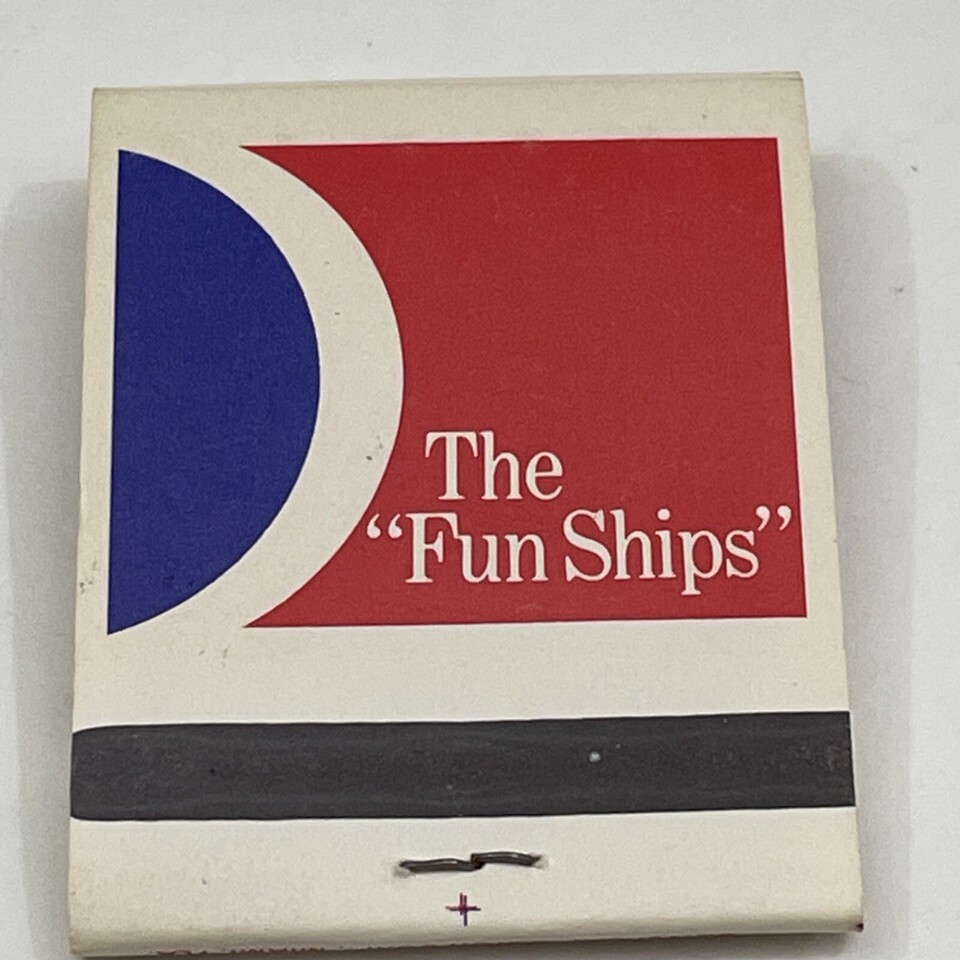 The
“Fun Ships”